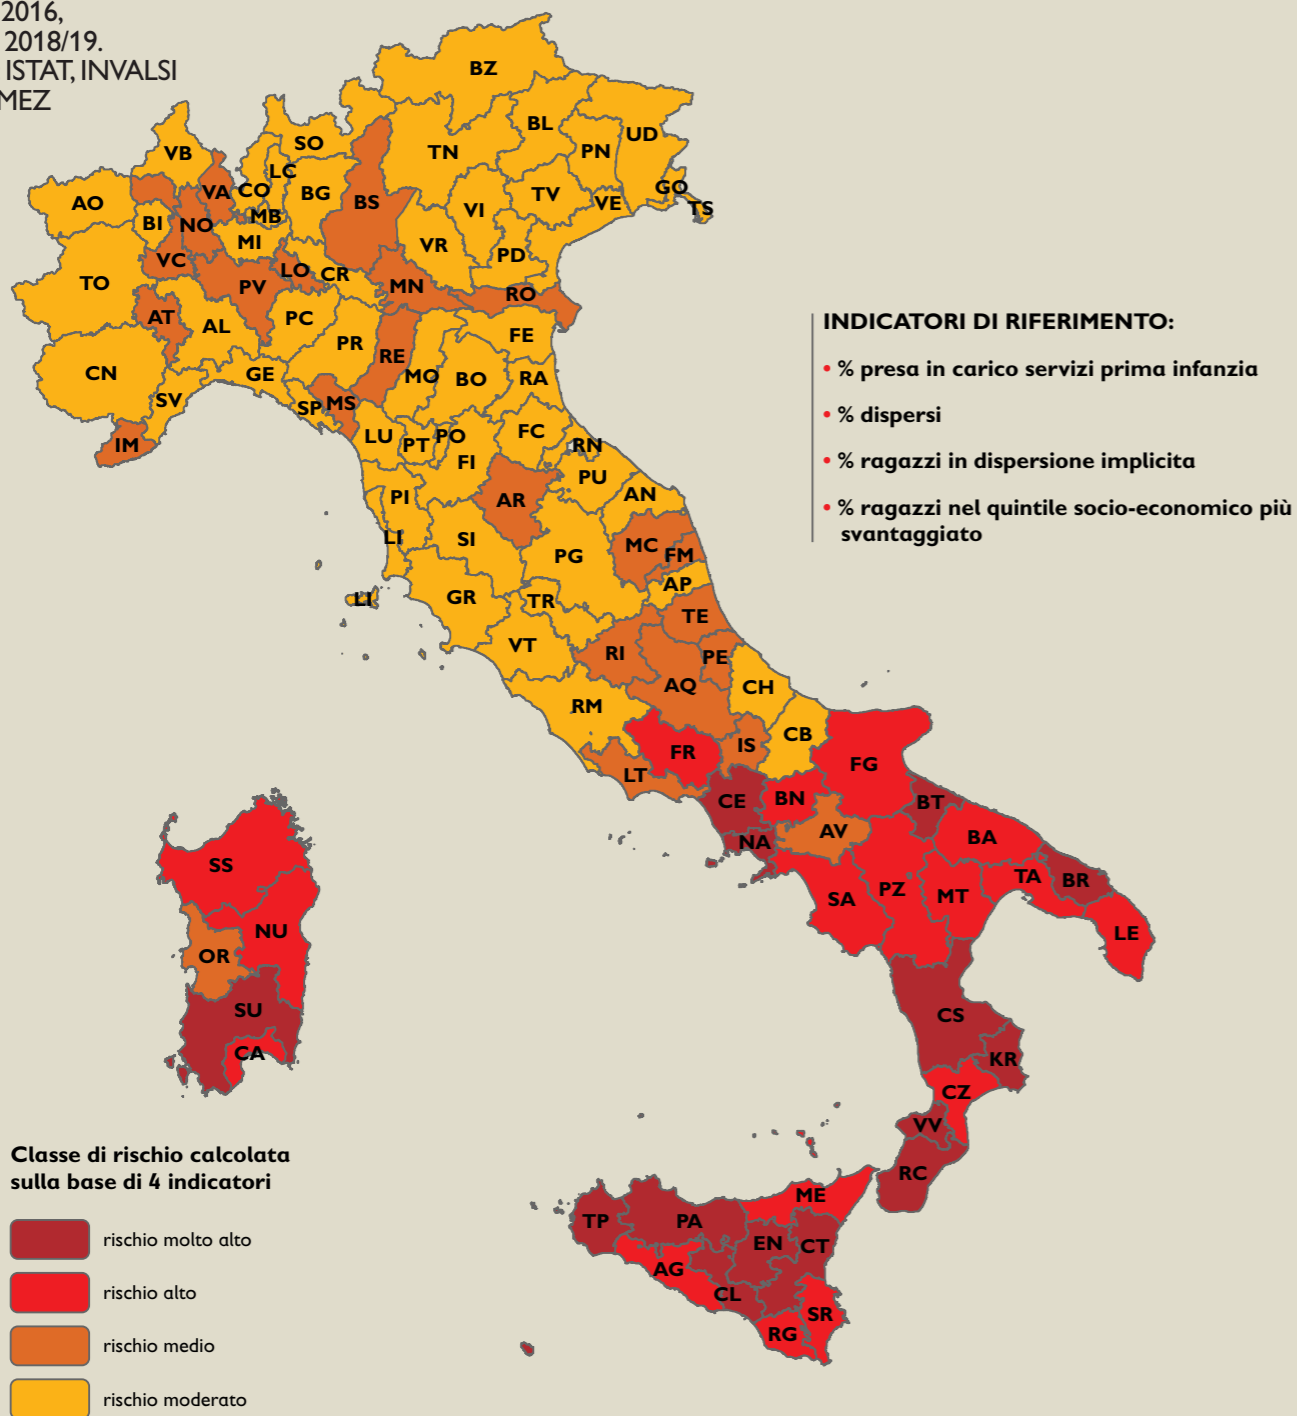 2016,
2018/19.
ISTAT, INVALSI
MEZ
BZ
BL
UD
SO
TN
PN
VB
LC
VA
CO
BG
BS
TV
GO
AO
MB
VI
VE
TS
BI
NO
MI
VR
PD
VC
LO
CR
TO
PV
MN
RO
AT
AL
PC
FE
PR
RE
CN
GE
MO
BO
RA
SV
SP
MS
IM
LU
PT
PO
FC
RN
FI
PU
PI
AR
AN
LI
SI
PG
MC
FM
AP
LI
GR
TR
TE
VT
RI
PE
AQ
CH
RM
CB
IS
FR
FG
LT
CE
BN
BT
NA
AV
BA
SS
TA
BR
SA
PZ
MT
NU
LE
OR
SU
CS
CA
KR
CZ
VV
RC
ME
TP
PA
EN
CT
AG
CL
SR
RG
INDICATORI DI RIFERIMENTO:
• % presa in carico servizi prima infanzia
• % dispersi
• % ragazzi in dispersione implicita
• % ragazzi nel quintile socio-economico più
svantaggiato
Classe di rischio calcolata
sulla base di 4 indicatori
rischio molto alto
rischio alto
rischio medio
rischio moderato